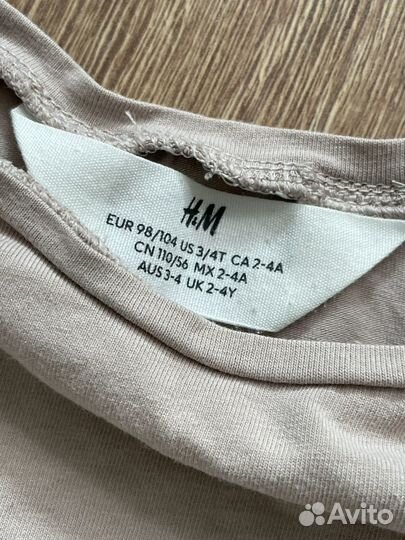 H&M
EUR 98/104 US 3/4T CA 2-4A
CN 110/56 MX 2-4A
AUS 3-4 UK 2-4Y
Avito